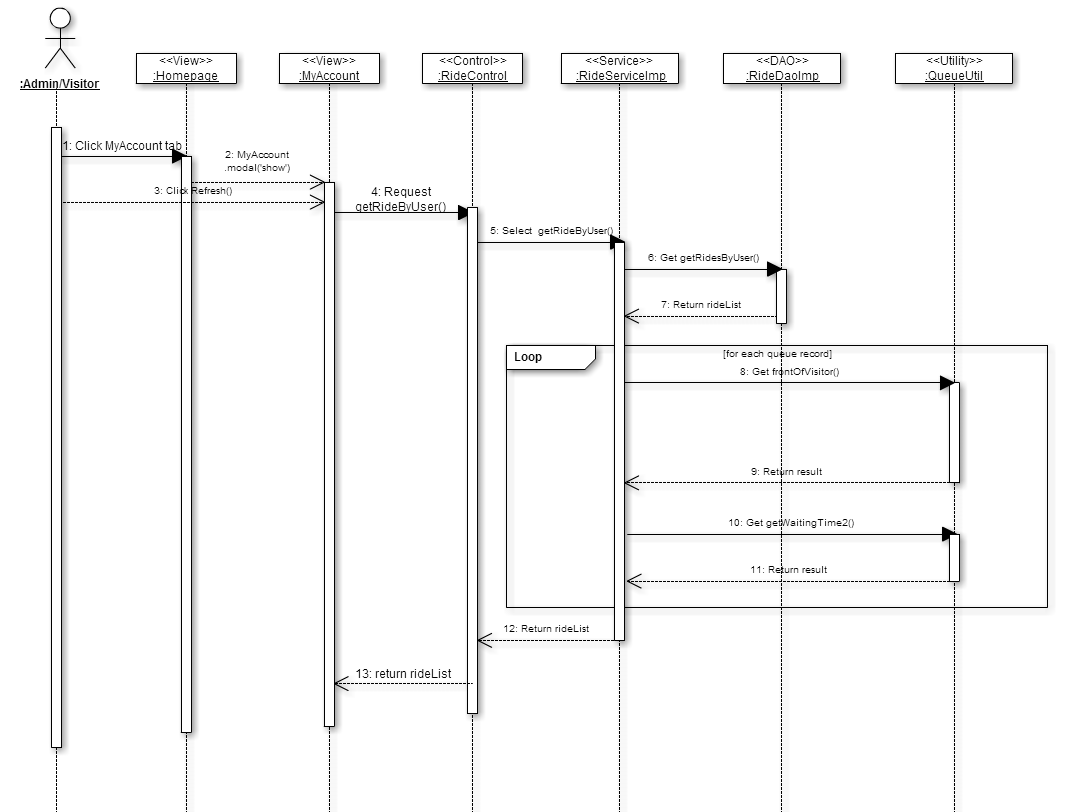 <<View>>
:Homepage
<<View>>
:MyAccount
<<Control>>
:RideControl
<<Service>>
:RideServiceImp
<<DAO>>
:RideDaoImp
<<Utility>>
:QueueUtil
:Admin/Visitor
1: Click MyAccount tab
2: MyAccount
.modal('show')
3: Click Refresh()
4: Request
getRideByUser()
5: Select getRideByUser()
6: Get getRidesByUser()
7: Return rideList
Loop
[for each queue record]
8: Get frontOfVisitor()
9: Return result
10: Get getWaitingTime2()
11: Return result
12: Return rideList
13: return rideList